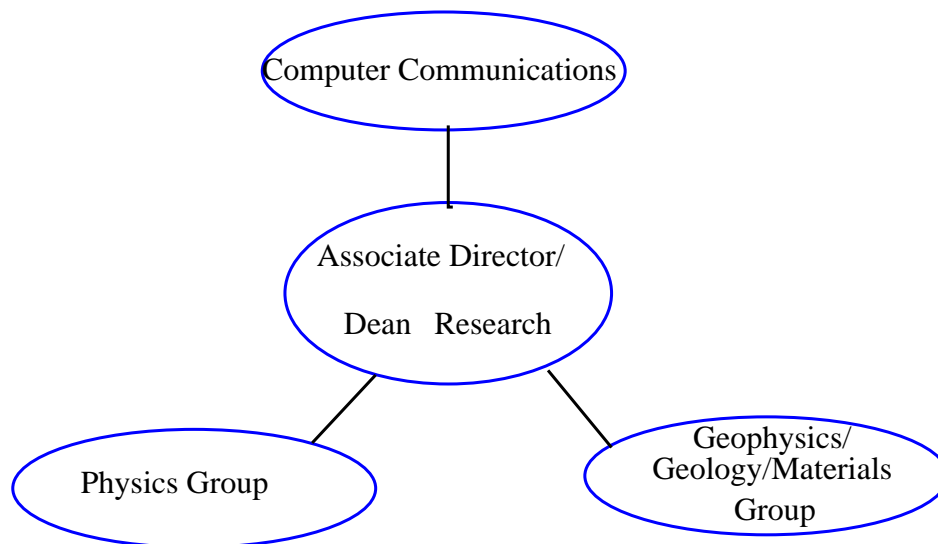 Computer Communications
Associate Director/
Dean Research
Physics Group
Geophysics/
Geology/Materials
Group